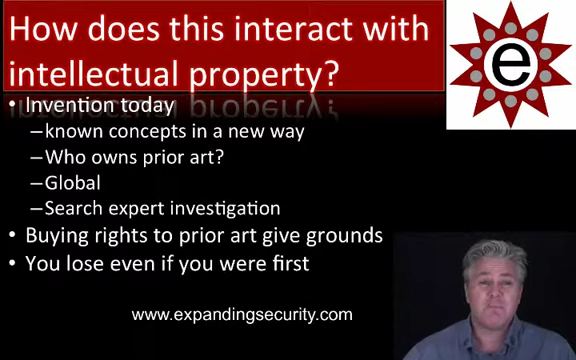 How does this interact with
intellectual property?
• Invention today
–known concepts in a new way
–Who owns prior art?
–Global
–Search expert investigation
• Buying rights to prior art give grounds
• You lose even if you were first
www.expandingsecurity.com
e